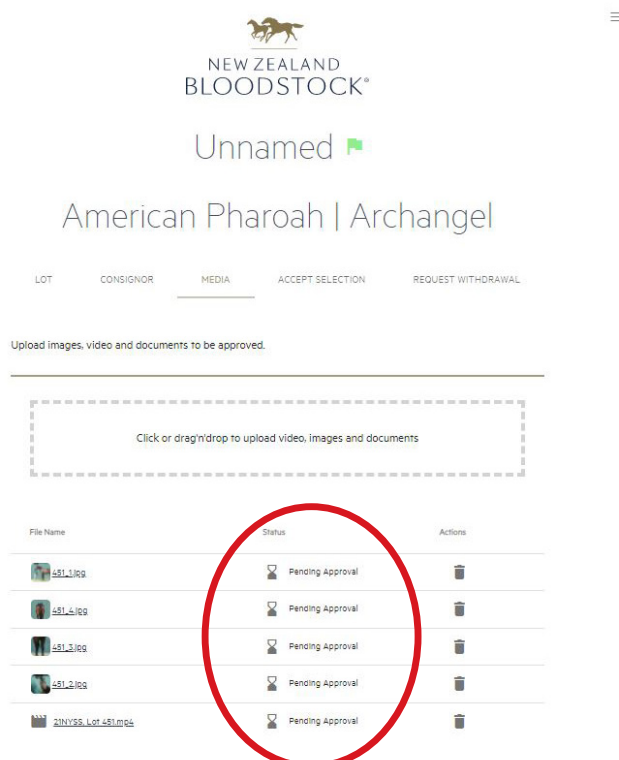 NEW ZEALAND
BLOODSTOCK®
Unnamed
American Pharoah | Archangel
LOT CONSIGNOR MEDIA ACCEPT SELECTION REQUEST WITHDRAWAL
Upload images, video and documents to be approved.
Click or drag'n'drop to upload video, images and documents
File Name Status Actions
451_1.jpg Pending Approval
451_4.jpg Pending Approval
451_3.jpg Pending Approval
451_2.jpg Pending Approval
21NYSS, Lot 451.mp4 Pending Approval